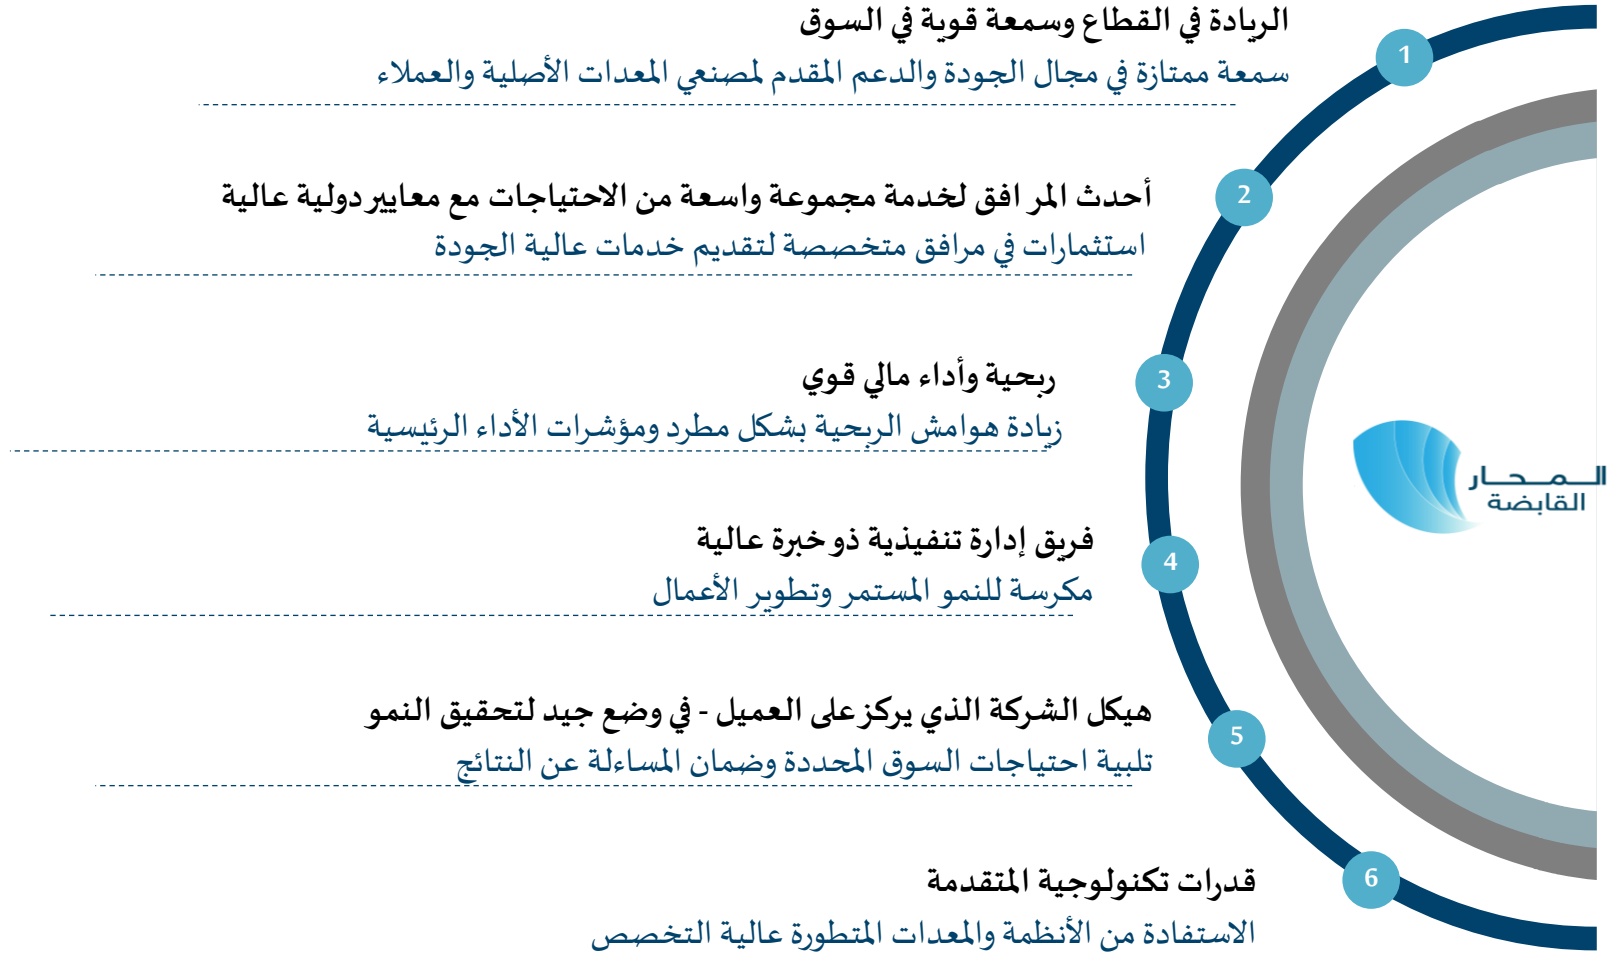 1
الريادة في القطاع وسمعة قوية في السوق
سمعة ممتازة في مجال الجودة والدعم المقدم لمصنعي المعدات الأصلية والعملاء
2
أحدث المرافق لخدمة مجموعة واسعة من الاحتياجات مع معايير دولية عالية
استثمارات في مرافق متخصصة لتقديم خدمات عالية الجودة
3
ربحية وأداء مالي قوي
زيادة هوامش الربحية بشكل مطرد ومؤشرات الأداء الرئيسية
المحار
القابضة
4
فريق إدارة تنفيذية ذو خبرة عالية
مكرسة للنمو المستمر وتطوير الأعمال
5
هيكل الشركة الذي يركز على العميل - في وضع جيد لتحقيق النمو
تلبية احتياجات السوق المحددة وضمان المساءلة عن النتائج
6
قدرات تكنولوجية المتقدمة
الاستفادة من الأنظمة والمعدات المتطورة عالية التخصص